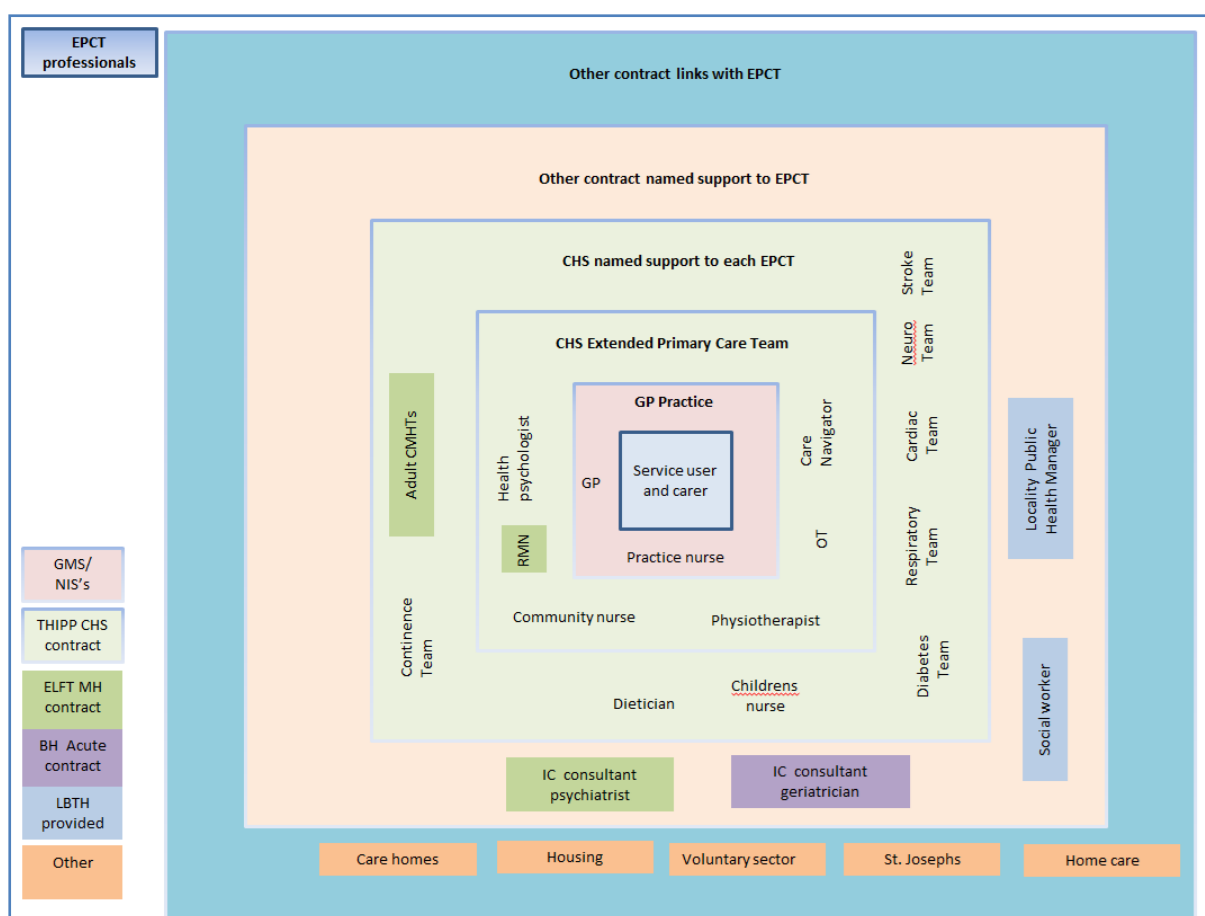 EPCT
professionals
Other contract links with EPCT
Other contract named support to EPCT
CHS named support to each EPCT
CHS Extended Primary Care Team
GP Practice
Service user
and carer
GP
Practice nurse
Health
psychologist
RMN
Care
Navigator
OT
Community nurse
Physiotherapist
Adult CMHTs
Continence
Team
Stroke
Team
Neuro
Team
Cardiac
Team
Respiratory
Team
Diabetes
Team
Dietician
Childrens
nurse
Locality Public
Health Manager
Social worker
IC consultant
psychiatrist
IC consultant
geriatrician
Care homes
Housing
Voluntary sector
St. Josephs
Home care
GMS/
NIS's
THIPP CHS
contract
ELFT MH
contract
BH Acute
contract
LBTH
provided
Other